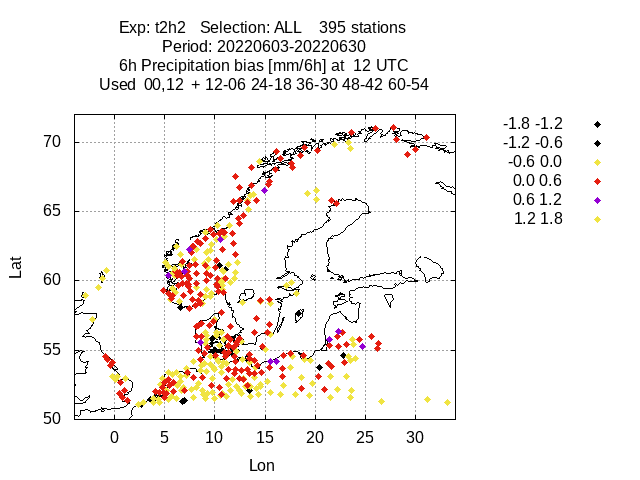 Exp: t2h2 Selection: ALL 395 stations
Period: 20220603-20220630
6h Precipitation bias [mm/6h] at 12 UTC
Used 00,12 + 12-06 24-18 36-30 48-42 60-54
-1.8 -1.2
-1.2 -0.6
-0.6 0.0
0.0 0.6
0.6 1.2
1.2 1.8
70
65
60
55
50
Lat
0 5 10 15 20 25 30
Lon